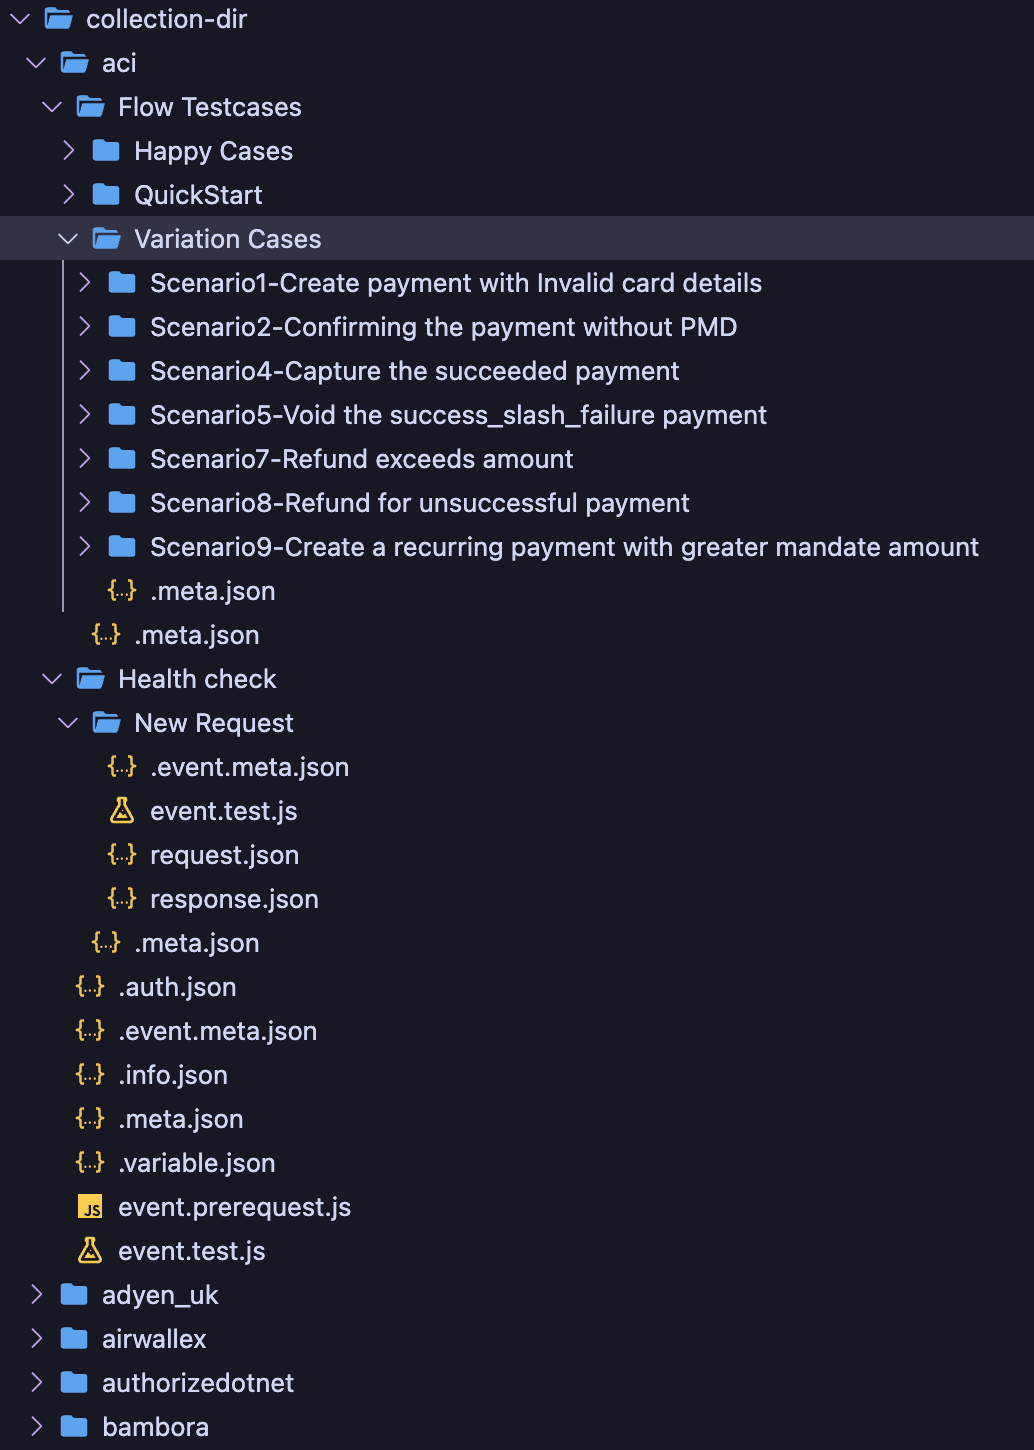 collection-dir
aci
Flow Testcases
Happy Cases
QuickStart
Variation Cases
Scenario1-Create payment with Invalid card details
Scenario2-Confirming the payment without PMD
Scenario4-Capture the succeeded payment
Scenario5-Void the success_slash_failure payment
Scenario7-Refund exceeds amount
Scenario8-Refund for unsuccessful payment
Scenario9-Create a recurring payment with greater mandate amount
{...} .meta.json
{...} .meta.json
Health check
New Request
{...} .event.meta.json
event.test.js
{...} request.json
{...} response.json
{...} .meta.json
{...} .auth.json
{...} .event.meta.json
{...} .info.json
{...} .meta.json
{...} .variable.json
JS event.prerequest.js
event.test.js
adyen_uk
airwallex
authorizedotnet
bambora